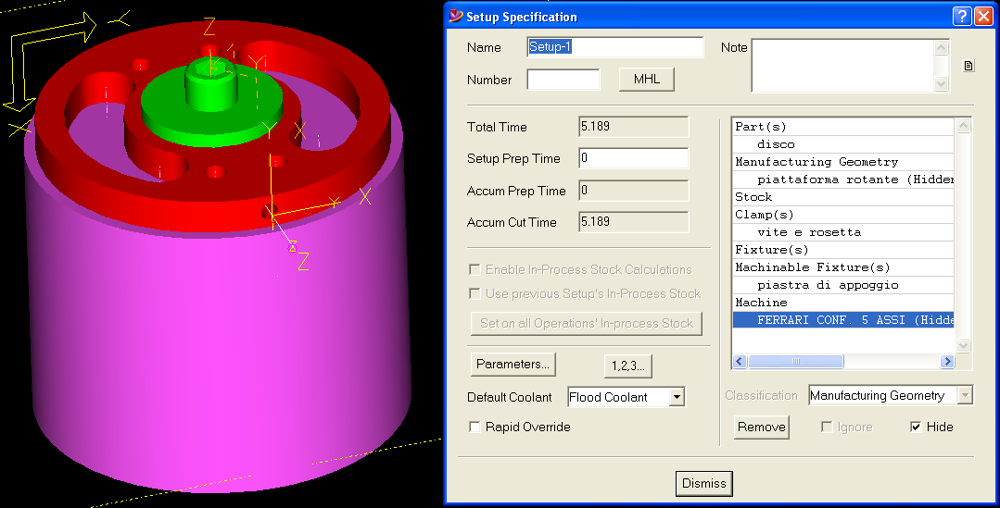 Y
Z
Y
i
Y
i
i
i
X
i
Y
X
X
Y
Z
Setup Specification
Name Setup-1 Note
Number MHL
Total Time 5.189
Setup Prep Time 0
Accum Prep Time 0
Accum Cut Time 5.189
Enable In-Process Stock Calculations
Use previous Setup's In-Process Stock
Set on all Operations' In-process Stock
Parameters... 1,2,3...
Default Coolant Flood Coolant
Rapid Override
Part(s)
disco
Manufacturing Geometry
piattaforma rotante (Hidden
Stock
Clamp(s)
vite e rosetta
Fixture(s)
Machinable Fixture(s)
piastra di appoggio
Machine
FERRARI CONF. 5 ASSI (Hidde
Classification Manufacturing Geometry
Remove Ignore Hide
Dismiss